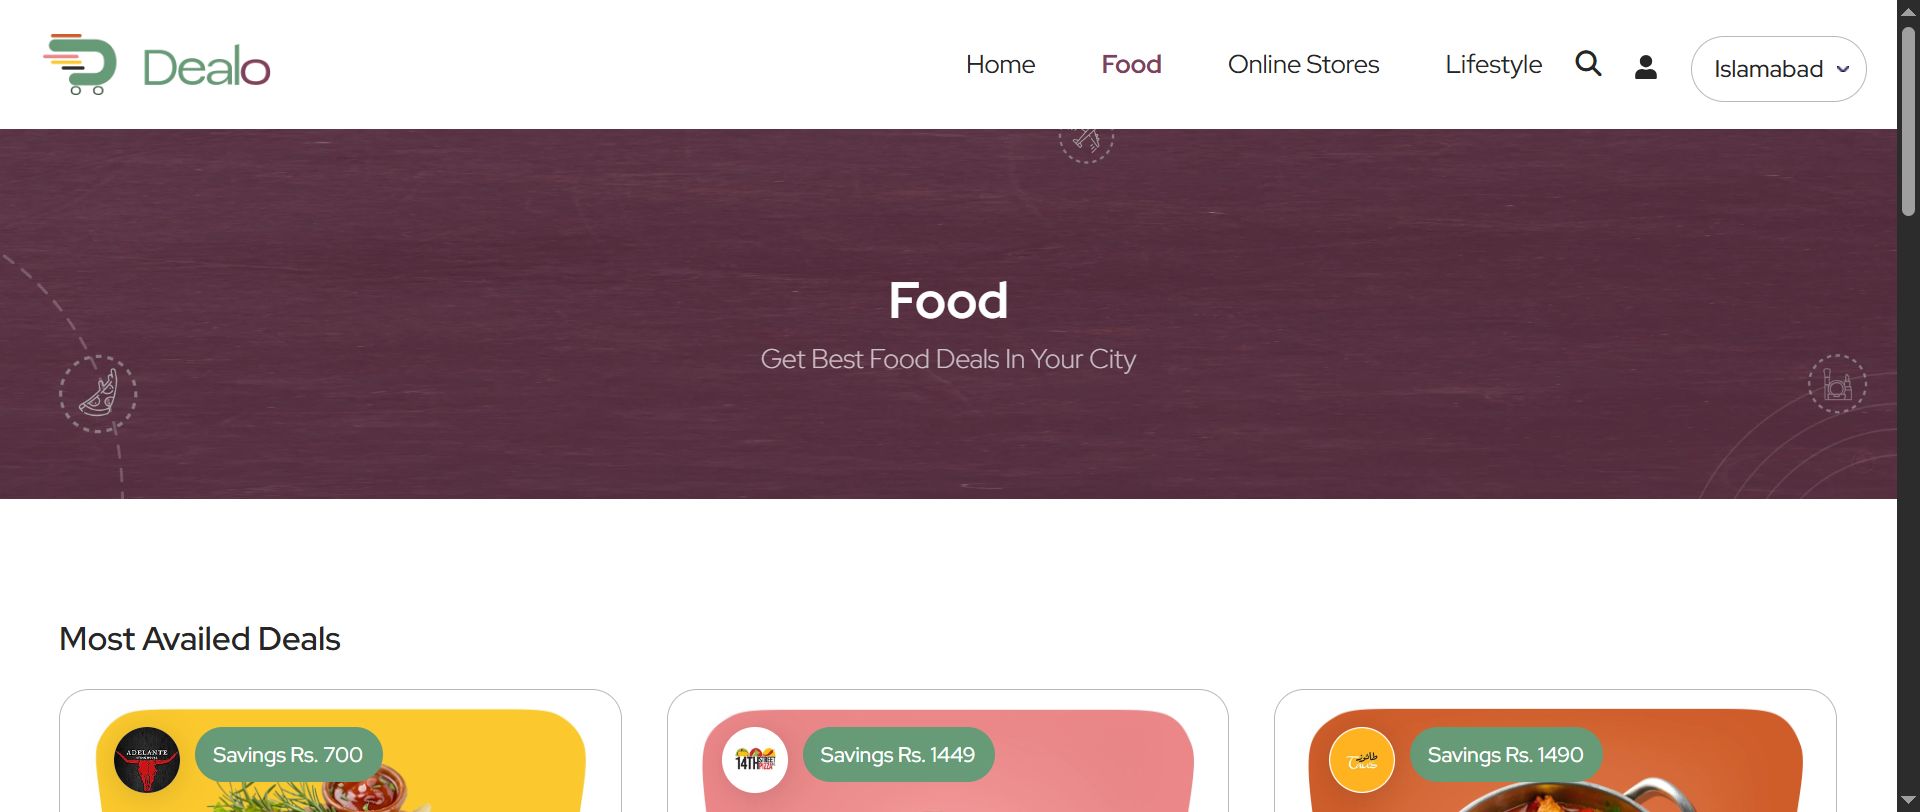 Dealo
Home
Food
Online Stores
Lifestyle
Islamabad
Food
Get Best Food Deals In Your City
Most Availed Deals
ADELANTE
Savings Rs. 700
14TH STREET PIZZA
Savings Rs. 1449
Savings Rs. 1490